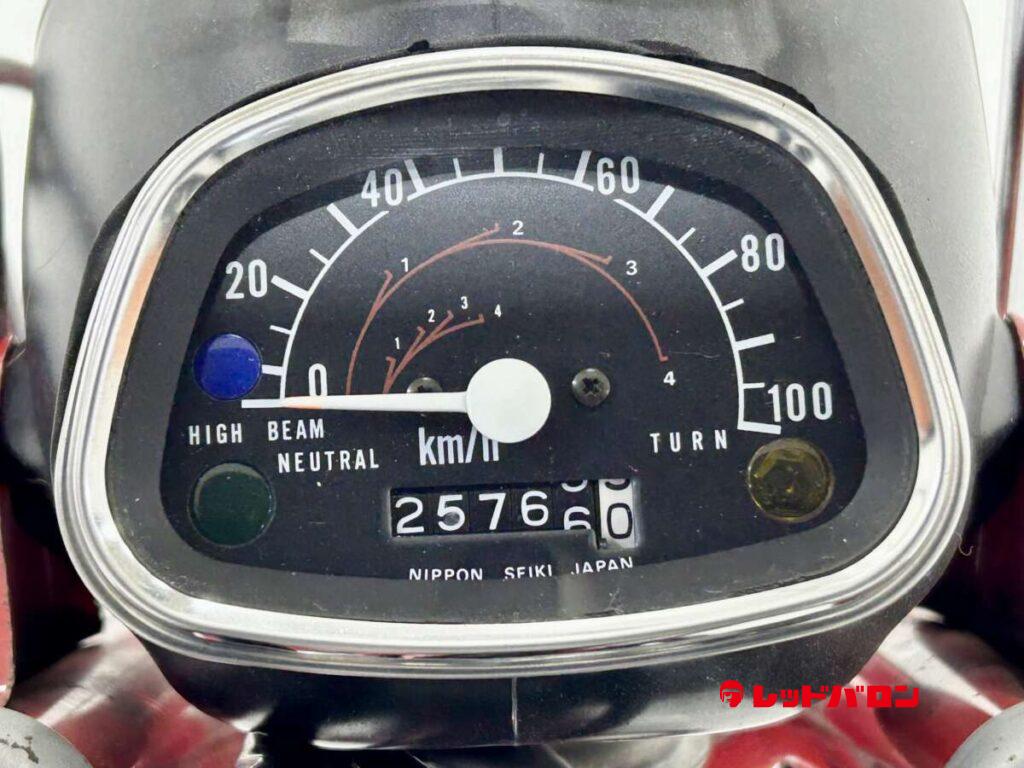 40 60
20 80
1 2 3 4
1 2 3 4
0 100
HIGH BEAM TURN
NEUTRAL km/h
2576 60
NIPPON SEIKI JAPAN
レッドバロン